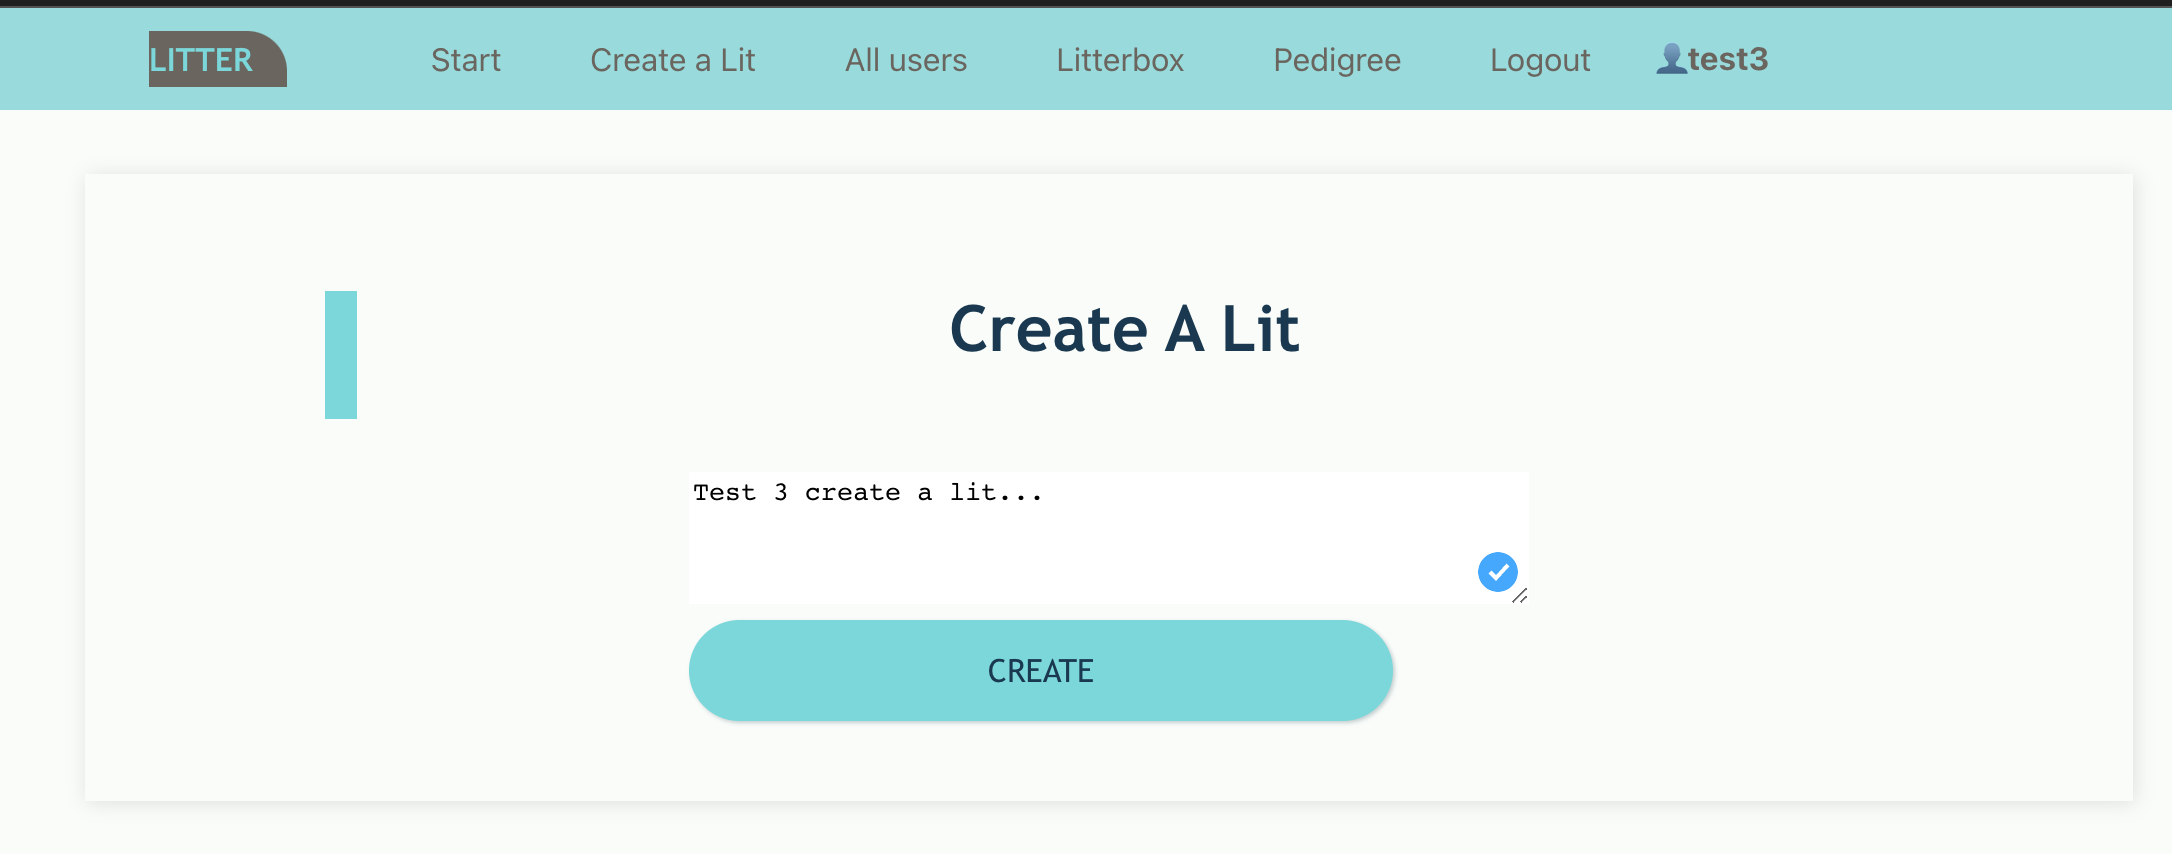 LITTER Start Create a Lit All users Litterbox Pedigree Logout test3
Create A Lit
Test 3 create a lit...
CREATE